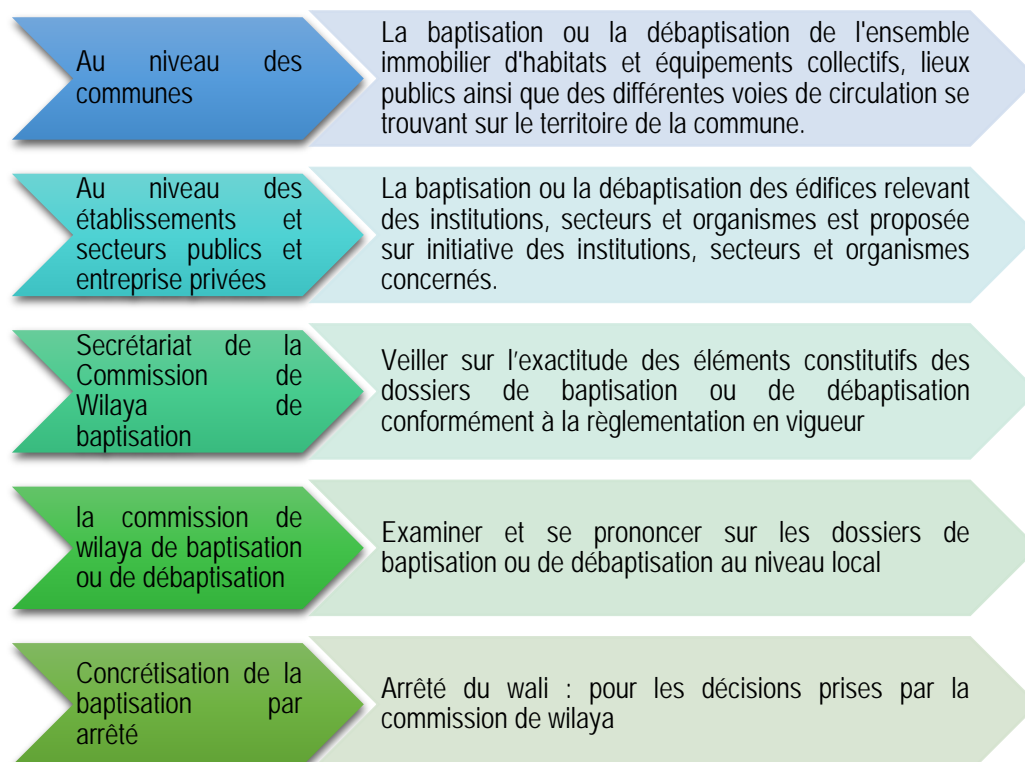 Au niveau des
communes
La baptisation ou la débaptisation de l'ensemble
immobilier d'habitats et équipements collectifs, lieux
publics ainsi que des différentes voies de circulation se
trouvant sur le territoire de la commune.
Au niveau des
établissements et
secteurs publics et
entreprise privées
La baptisation ou la débaptisation des édifices relevant
des institutions, secteurs et organismes est proposée
sur initiative des institutions, secteurs et organismes
concernés.
Secrétariat de la
Commission de
Wilaya de
baptisation
Veiller sur l'exactitude des éléments constitutifs des
dossiers de baptisation ou de débaptisation
conformément à la règlementation en vigueur
la commission de
wilaya de baptisation
ou de débaptisation
Examiner et se prononcer sur les dossiers de
baptisation ou de débaptisation au niveau local
Concrétisation de la
baptisation par
arrêté
Arrêté du wali : pour les décisions prises par la
commission de wilaya